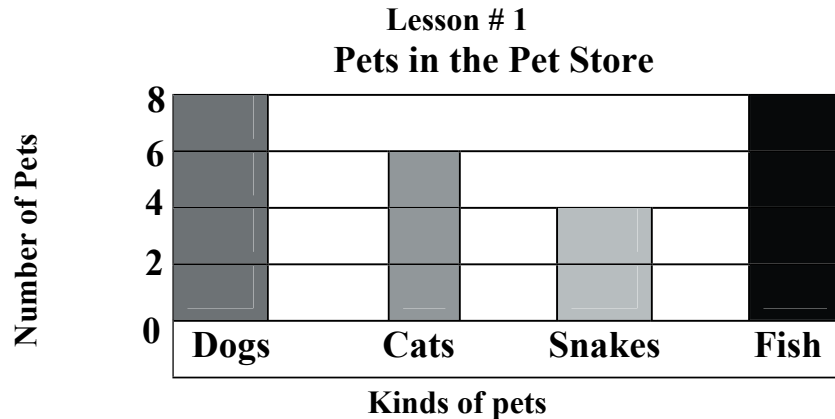 Lesson # 1
Pets in the Pet Store
Number of Pets
8
6
4
2
0
Dogs Cats Snakes Fish
Kinds of pets